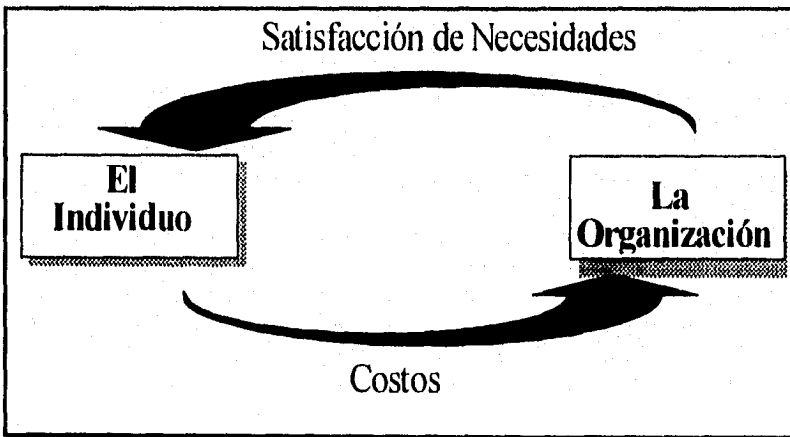 Satisfacción de Necesidades
El
Individuo
La
Organización
Costos